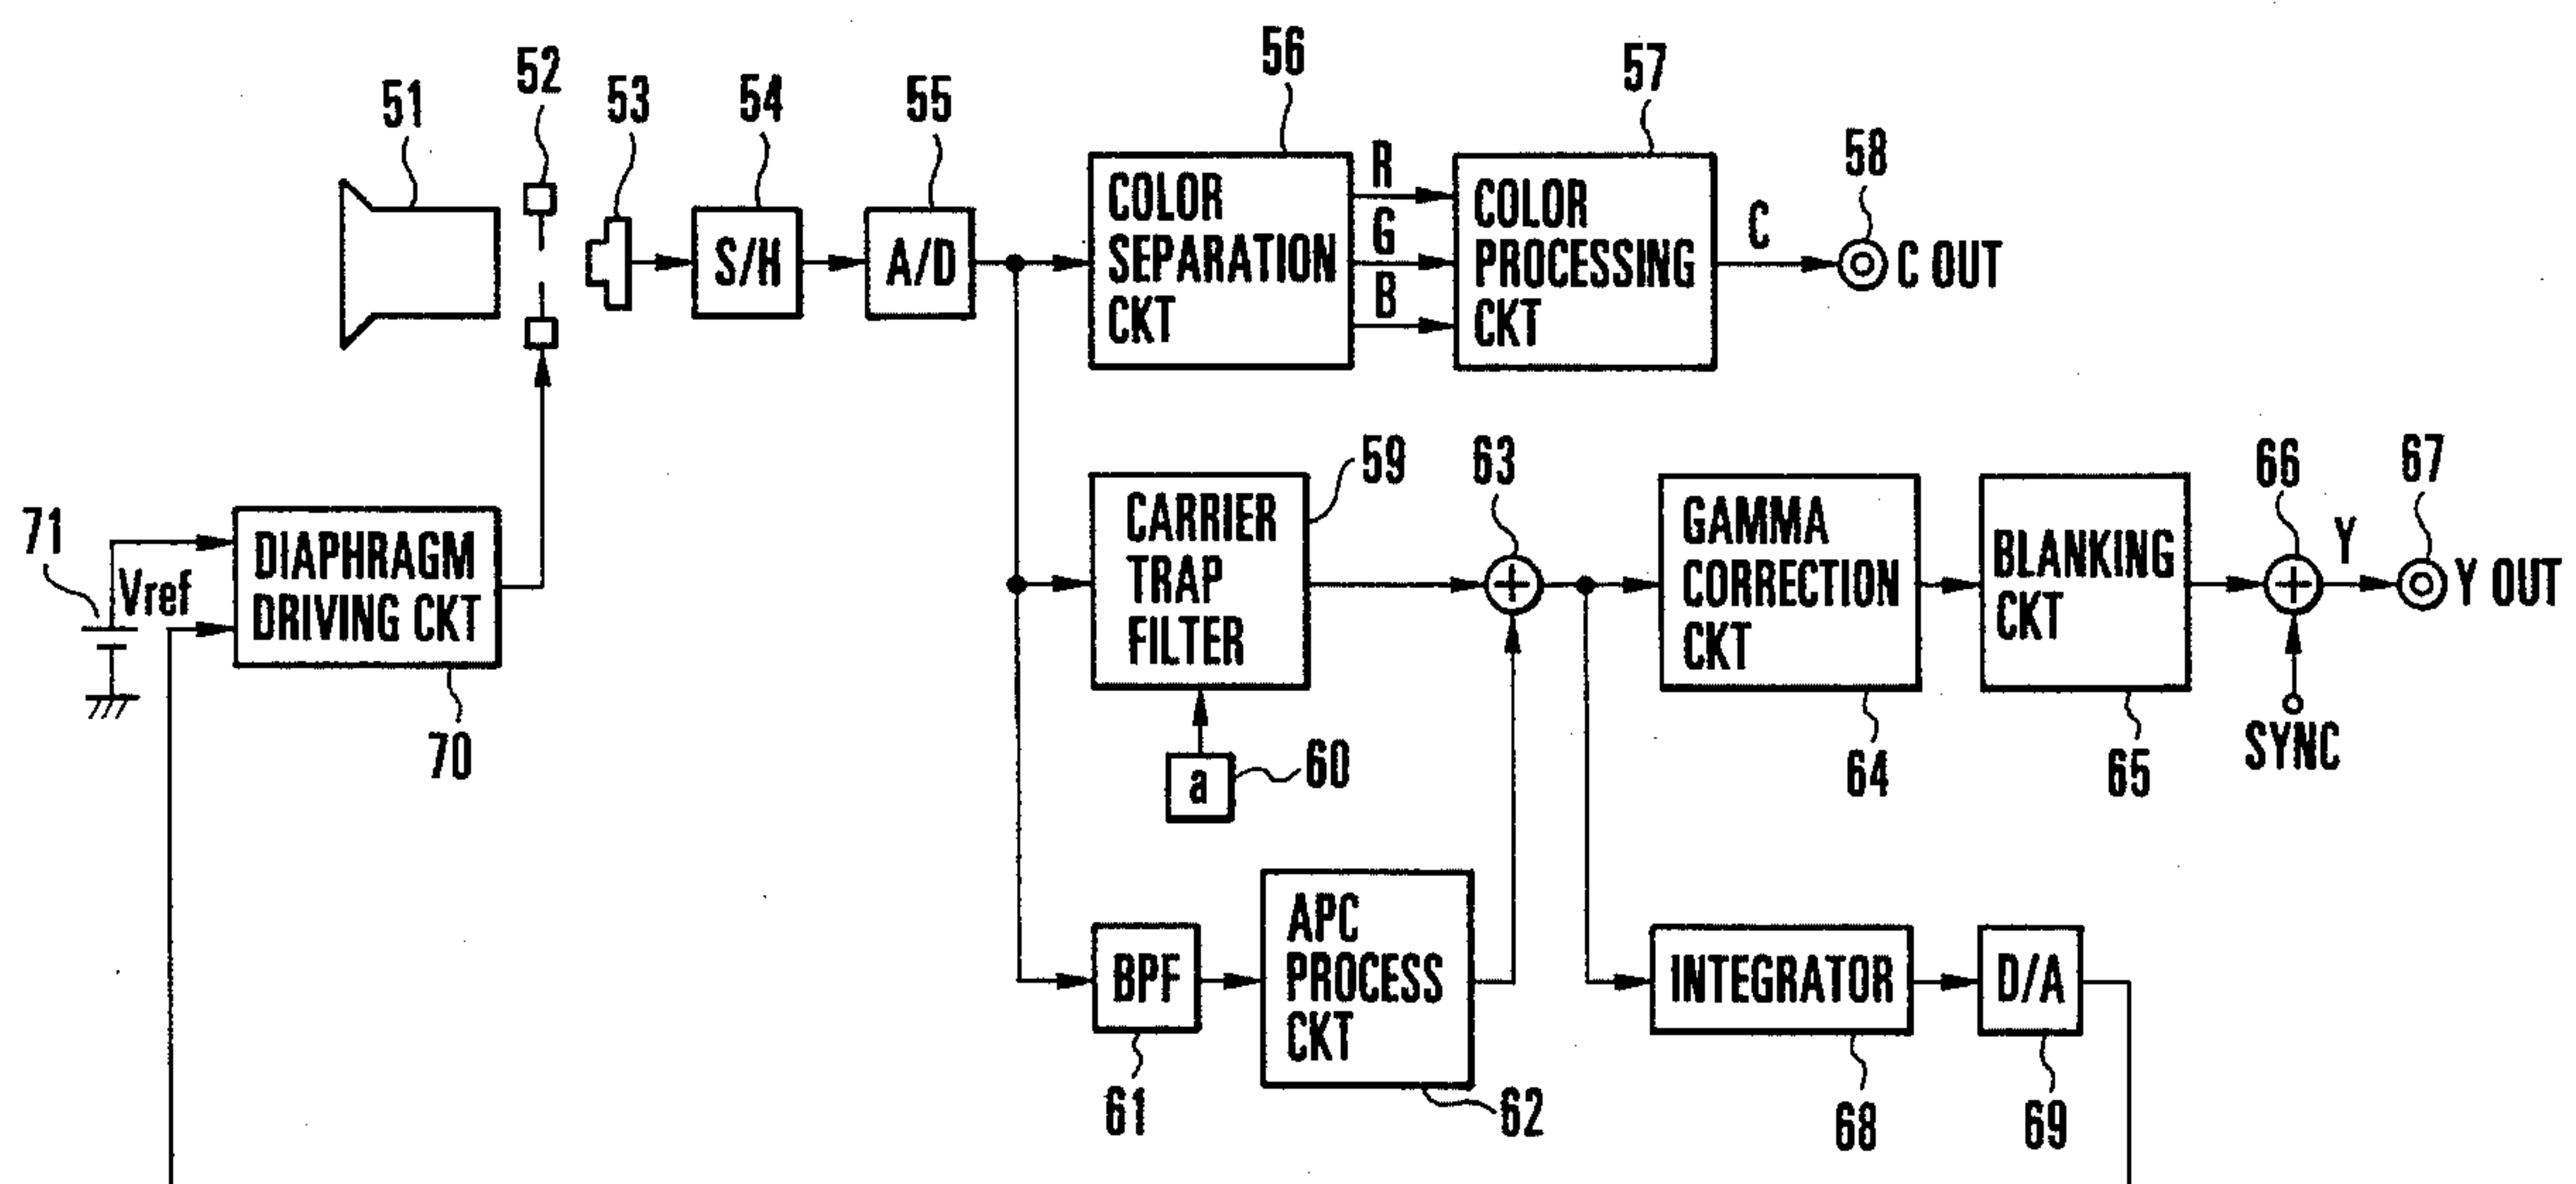 51
52
53
54
55
56
57
58
S/H
A/D
COLOR
SEPARATION
CKT
R
G
B
COLOR
PROCESSING
CKT
C
C OUT
71
Vref
DIAPHRAGM
DRIVING CKT
70
CARRIER
TRAP
FILTER
59
a
60
63
GAMMA
CORRECTION
CKT
64
BLANKING
CKT
65
66
SYNC
Y
67
Y OUT
BPF
61
APC
PROCESS
CKT
62
INTEGRATOR
68
D/A
69